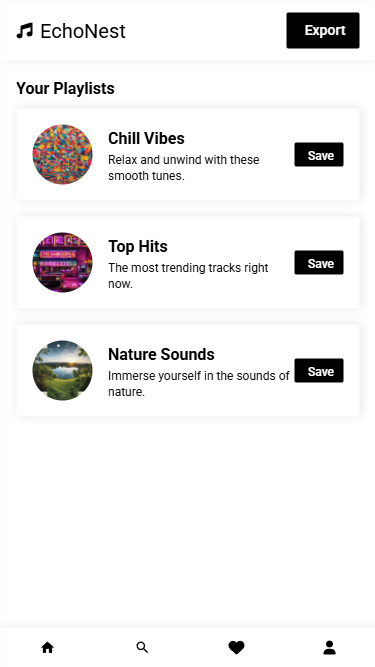 EchoNest
Export
Your Playlists
Chill Vibes
Relax and unwind with these
smooth tunes.
Save
Top Hits
The most trending tracks right
now.
Save
Nature Sounds
Immerse yourself in the sounds of
nature.
Save